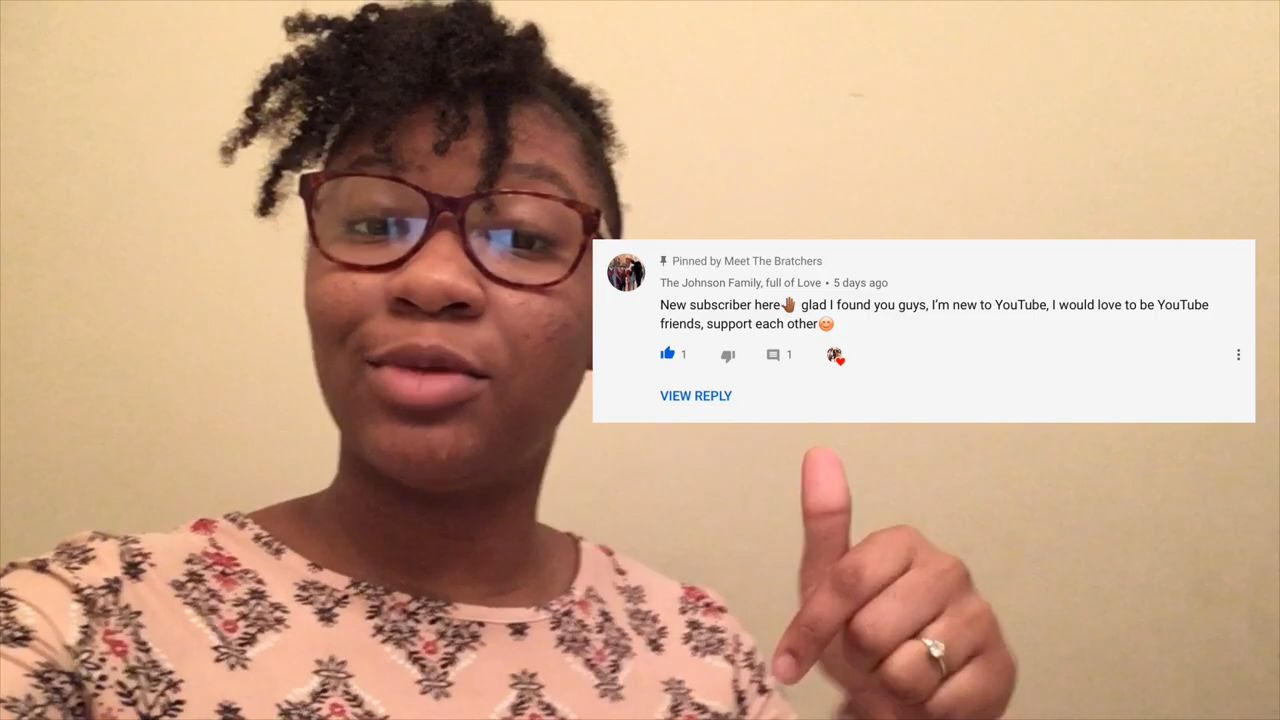 Pinned by Meet The Bratchers
The Johnson Family, full of Love • 5 days ago
New subscriber here🤚🏾 glad I found you guys, I'm new to YouTube, I would love to be YouTube
friends, support each other😊
1 1
VIEW REPLY